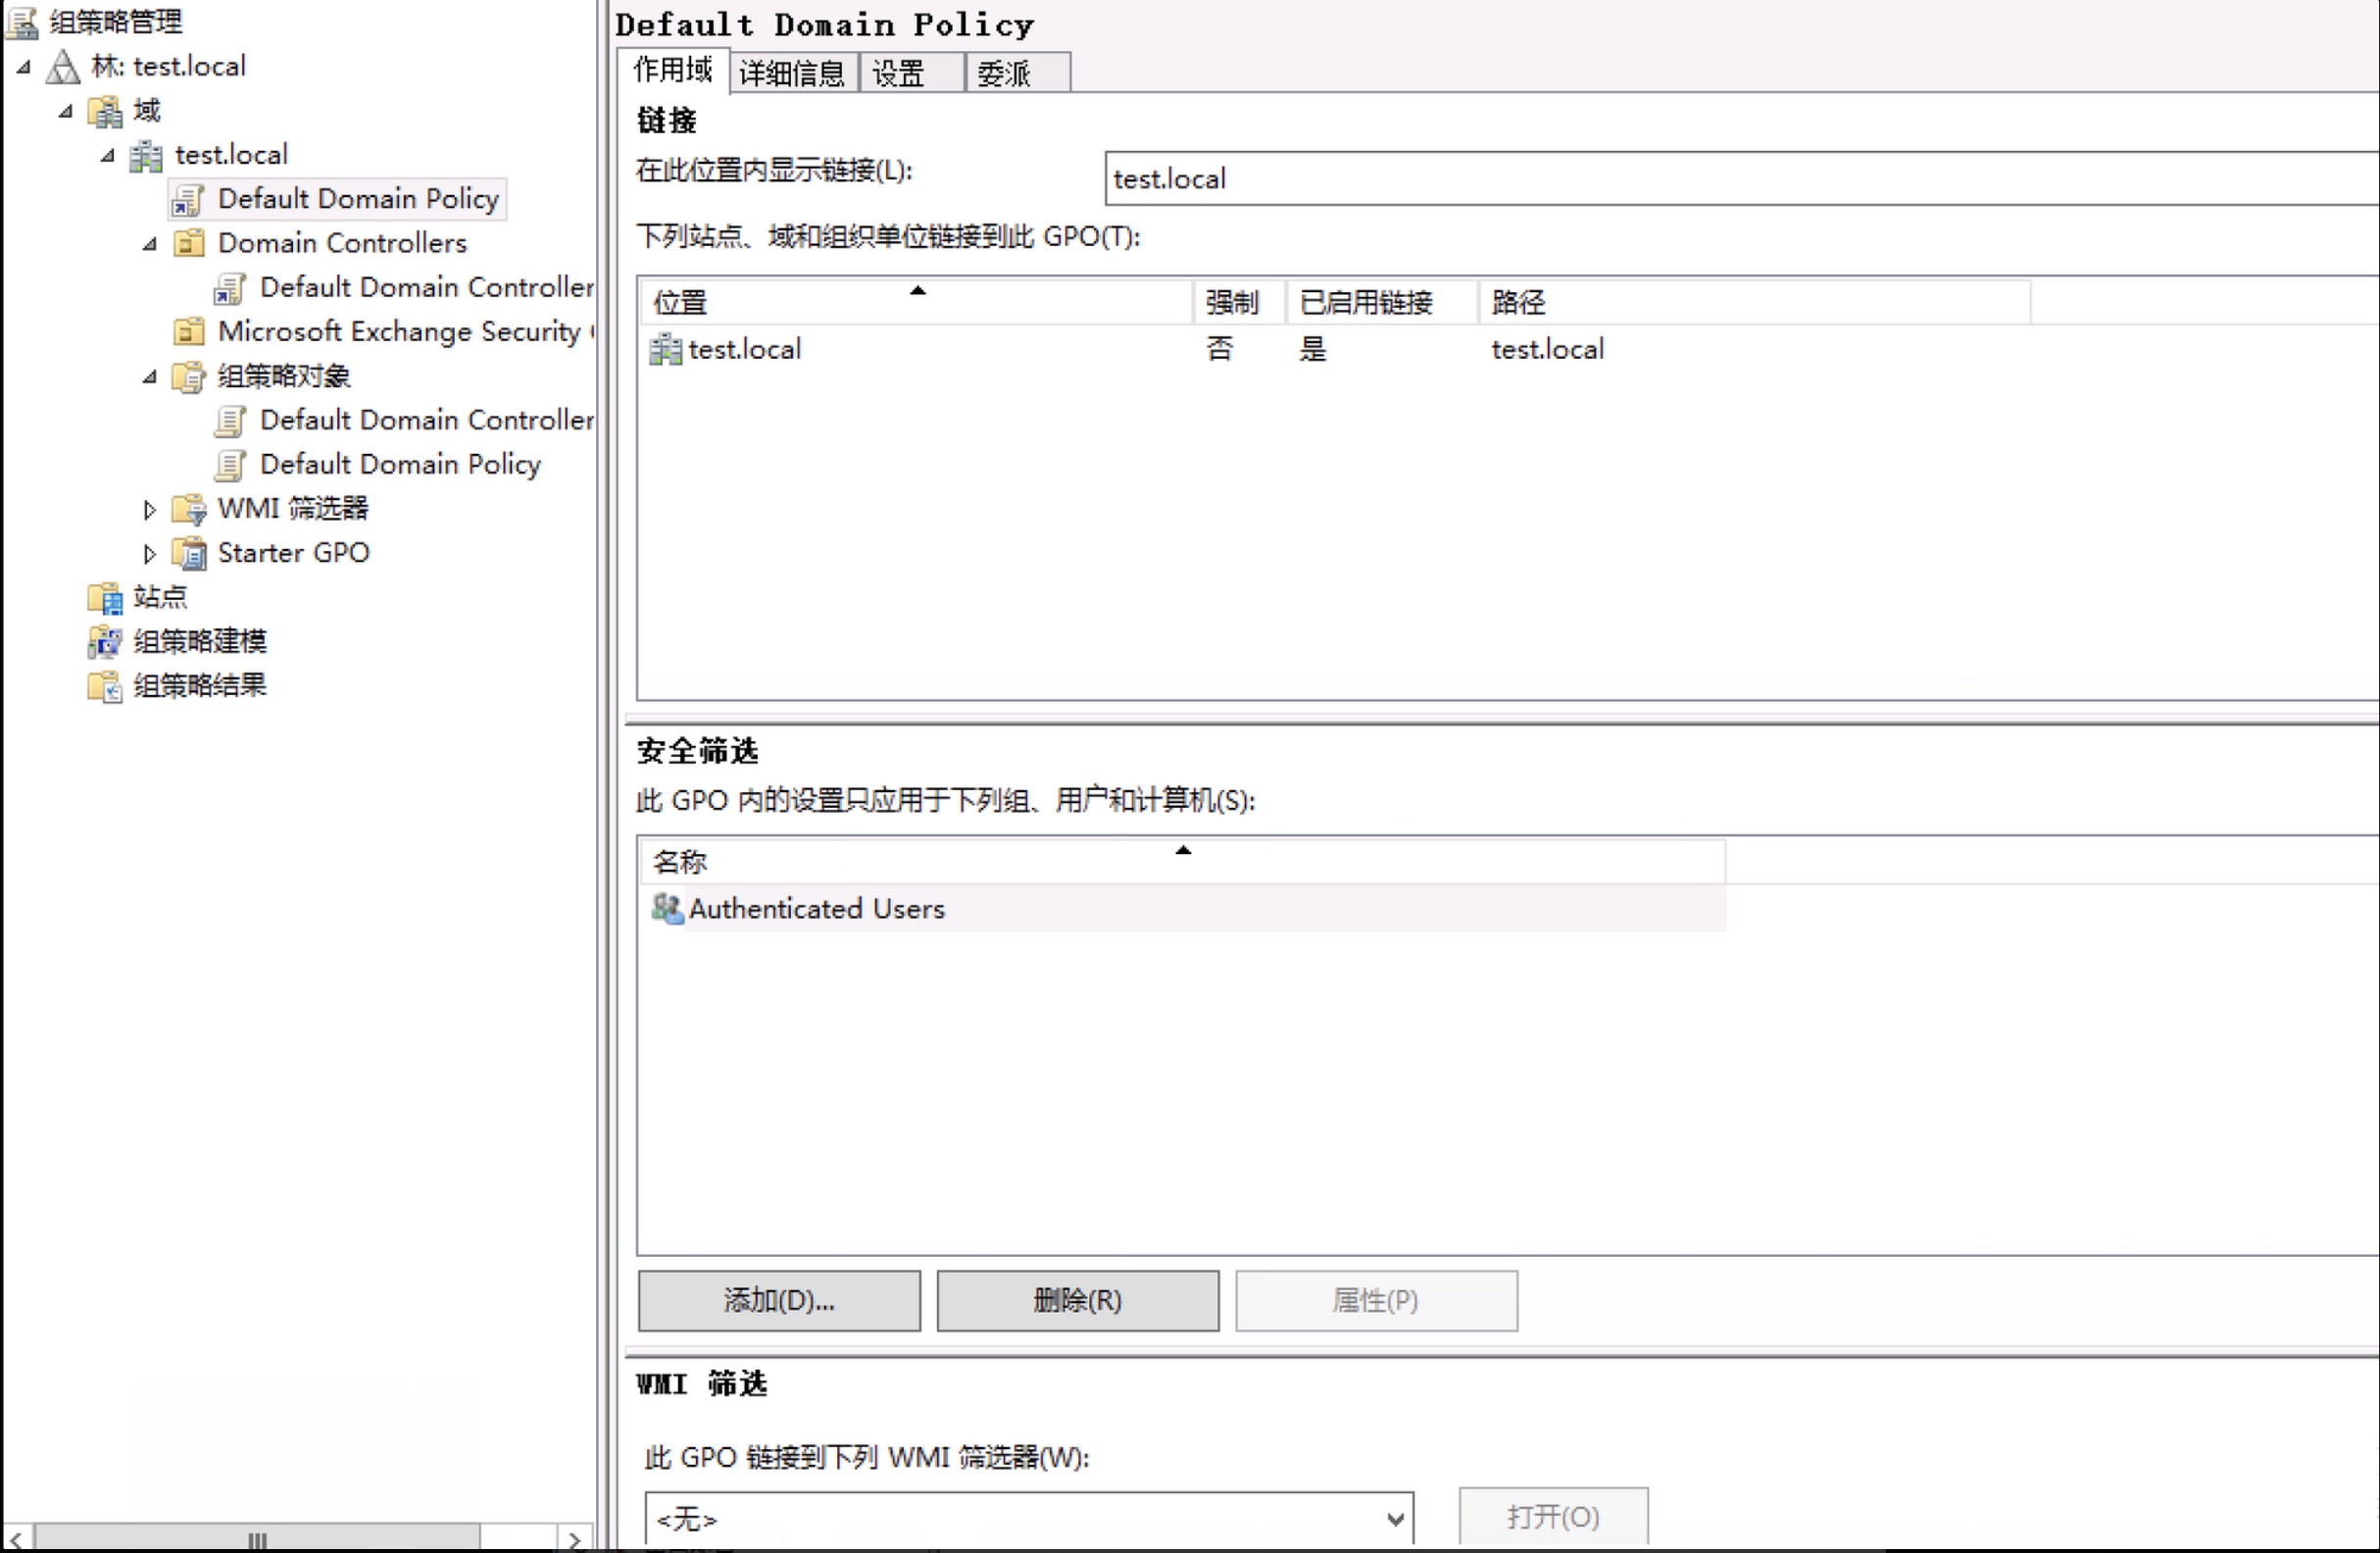 组策略管理
林: test.local
域
test.local
Default Domain Policy
Domain Controllers
Default Domain Controller
Microsoft Exchange Security
组策略对象
Default Domain Controller
Default Domain Policy
WMI 筛选器
Starter GPO
站点
组策略建模
组策略结果
Default Domain Policy
作用域 详细信息 设置 委派
链接
在此位置内显示链接(L): test.local
下列站点、域和组织单位链接到此 GPO(T):
位置 强制 已启用链接 路径
test.local 否 是 test.local
安全筛选
此 GPO 内的设置只应用于下列组、用户和计算机(S):
名称
Authenticated Users
添加(D)... 删除(R) 属性(P)
WMI 筛选
此 GPO 链接到下列 WMI 筛选器(W):
<无> 打开(O)